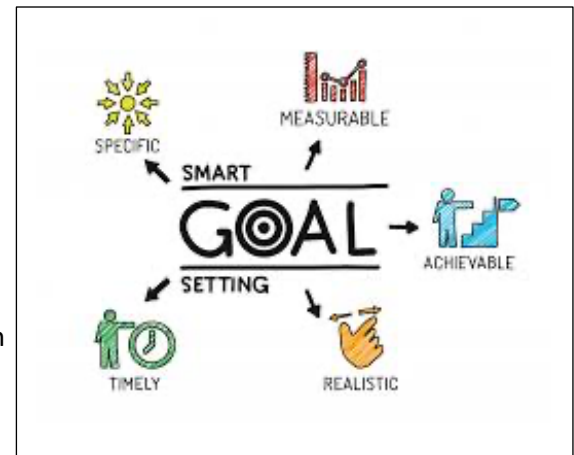 SPECIFIC
MEASURABLE
SMART
GOAL
SETTING
ACHIEVABLE
TIMELY
REALISTIC
n